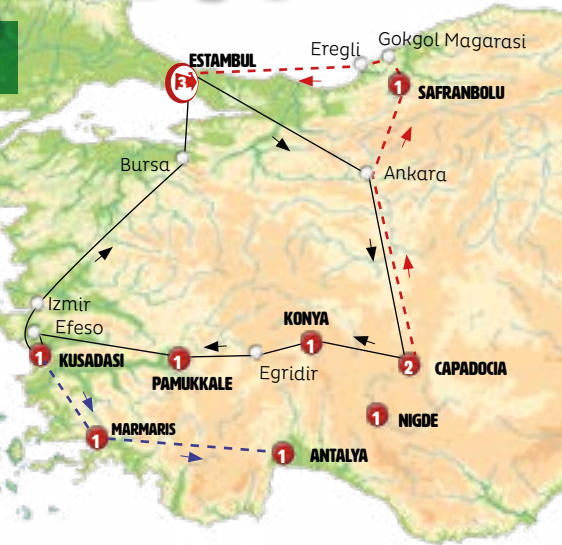 ESTAMBUL
3
Eregli
Gokgol Magarasi
1
SAFRANBOLU
Bursa
Ankara
Izmir
Efeso
1
KUSADASI
1
PAMUKKALE
Egridir
KONYA
1
2
CAPADOCIA
1
NIGDE
1
MARMARIS
1
ANTALYA